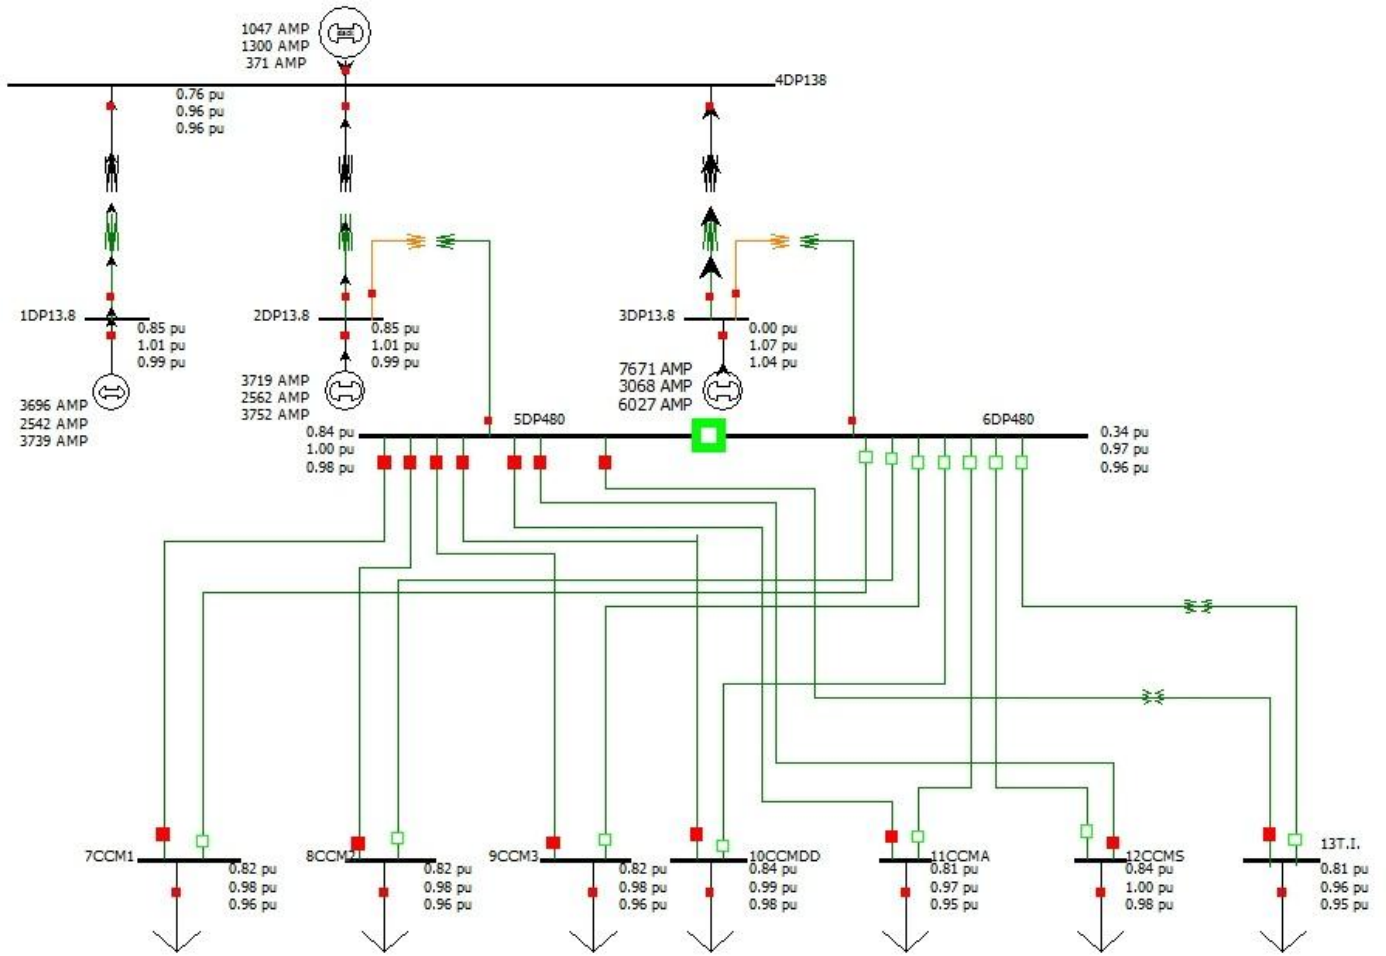 1047 AMP
1300 AMP
371 AMP
4DP138
0.76 pu
0.96 pu
0.96 pu
1DP13.8
0.85 pu
1.01 pu
0.99 pu
2DP13.8
0.85 pu
1.01 pu
0.99 pu
3DP13.8
0.00 pu
1.07 pu
1.04 pu
3696 AMP
2542 AMP
3739 AMP
3719 AMP
2562 AMP
3752 AMP
7671 AMP
3068 AMP
6027 AMP
5DP480
6DP480
0.84 pu
1.00 pu
0.98 pu
0.34 pu
0.97 pu
0.96 pu
7CCM1
0.82 pu
0.98 pu
0.96 pu
8CCM2
0.82 pu
0.98 pu
0.96 pu
9CCM3
0.82 pu
0.98 pu
0.96 pu
10CCMDD
0.84 pu
0.99 pu
0.98 pu
11CCMA
0.81 pu
0.97 pu
0.95 pu
12CCMS
0.84 pu
1.00 pu
0.98 pu
13T.I.
0.81 pu
0.96 pu
0.95 pu